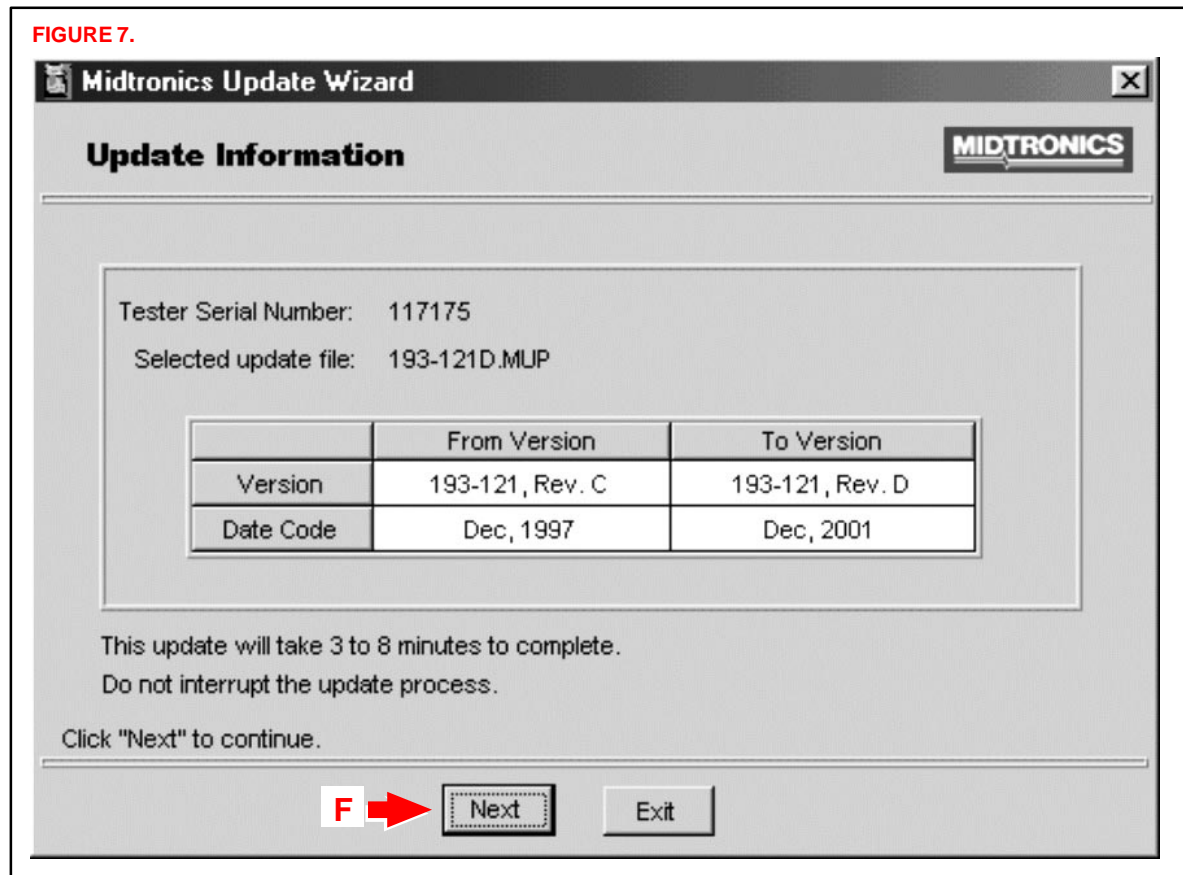 FIGURE 7.
Midtronics Update Wizard
Update Information
MIDTRONICS
Tester Serial Number: 117175
Selected update file: 193-121D.MUP
From Version To Version
Version 193-121, Rev. C 193-121, Rev. D
Date Code Dec, 1997 Dec, 2001
This update will take 3 to 8 minutes to complete.
Do not interrupt the update process.
Click "Next" to continue.
F Next Exit